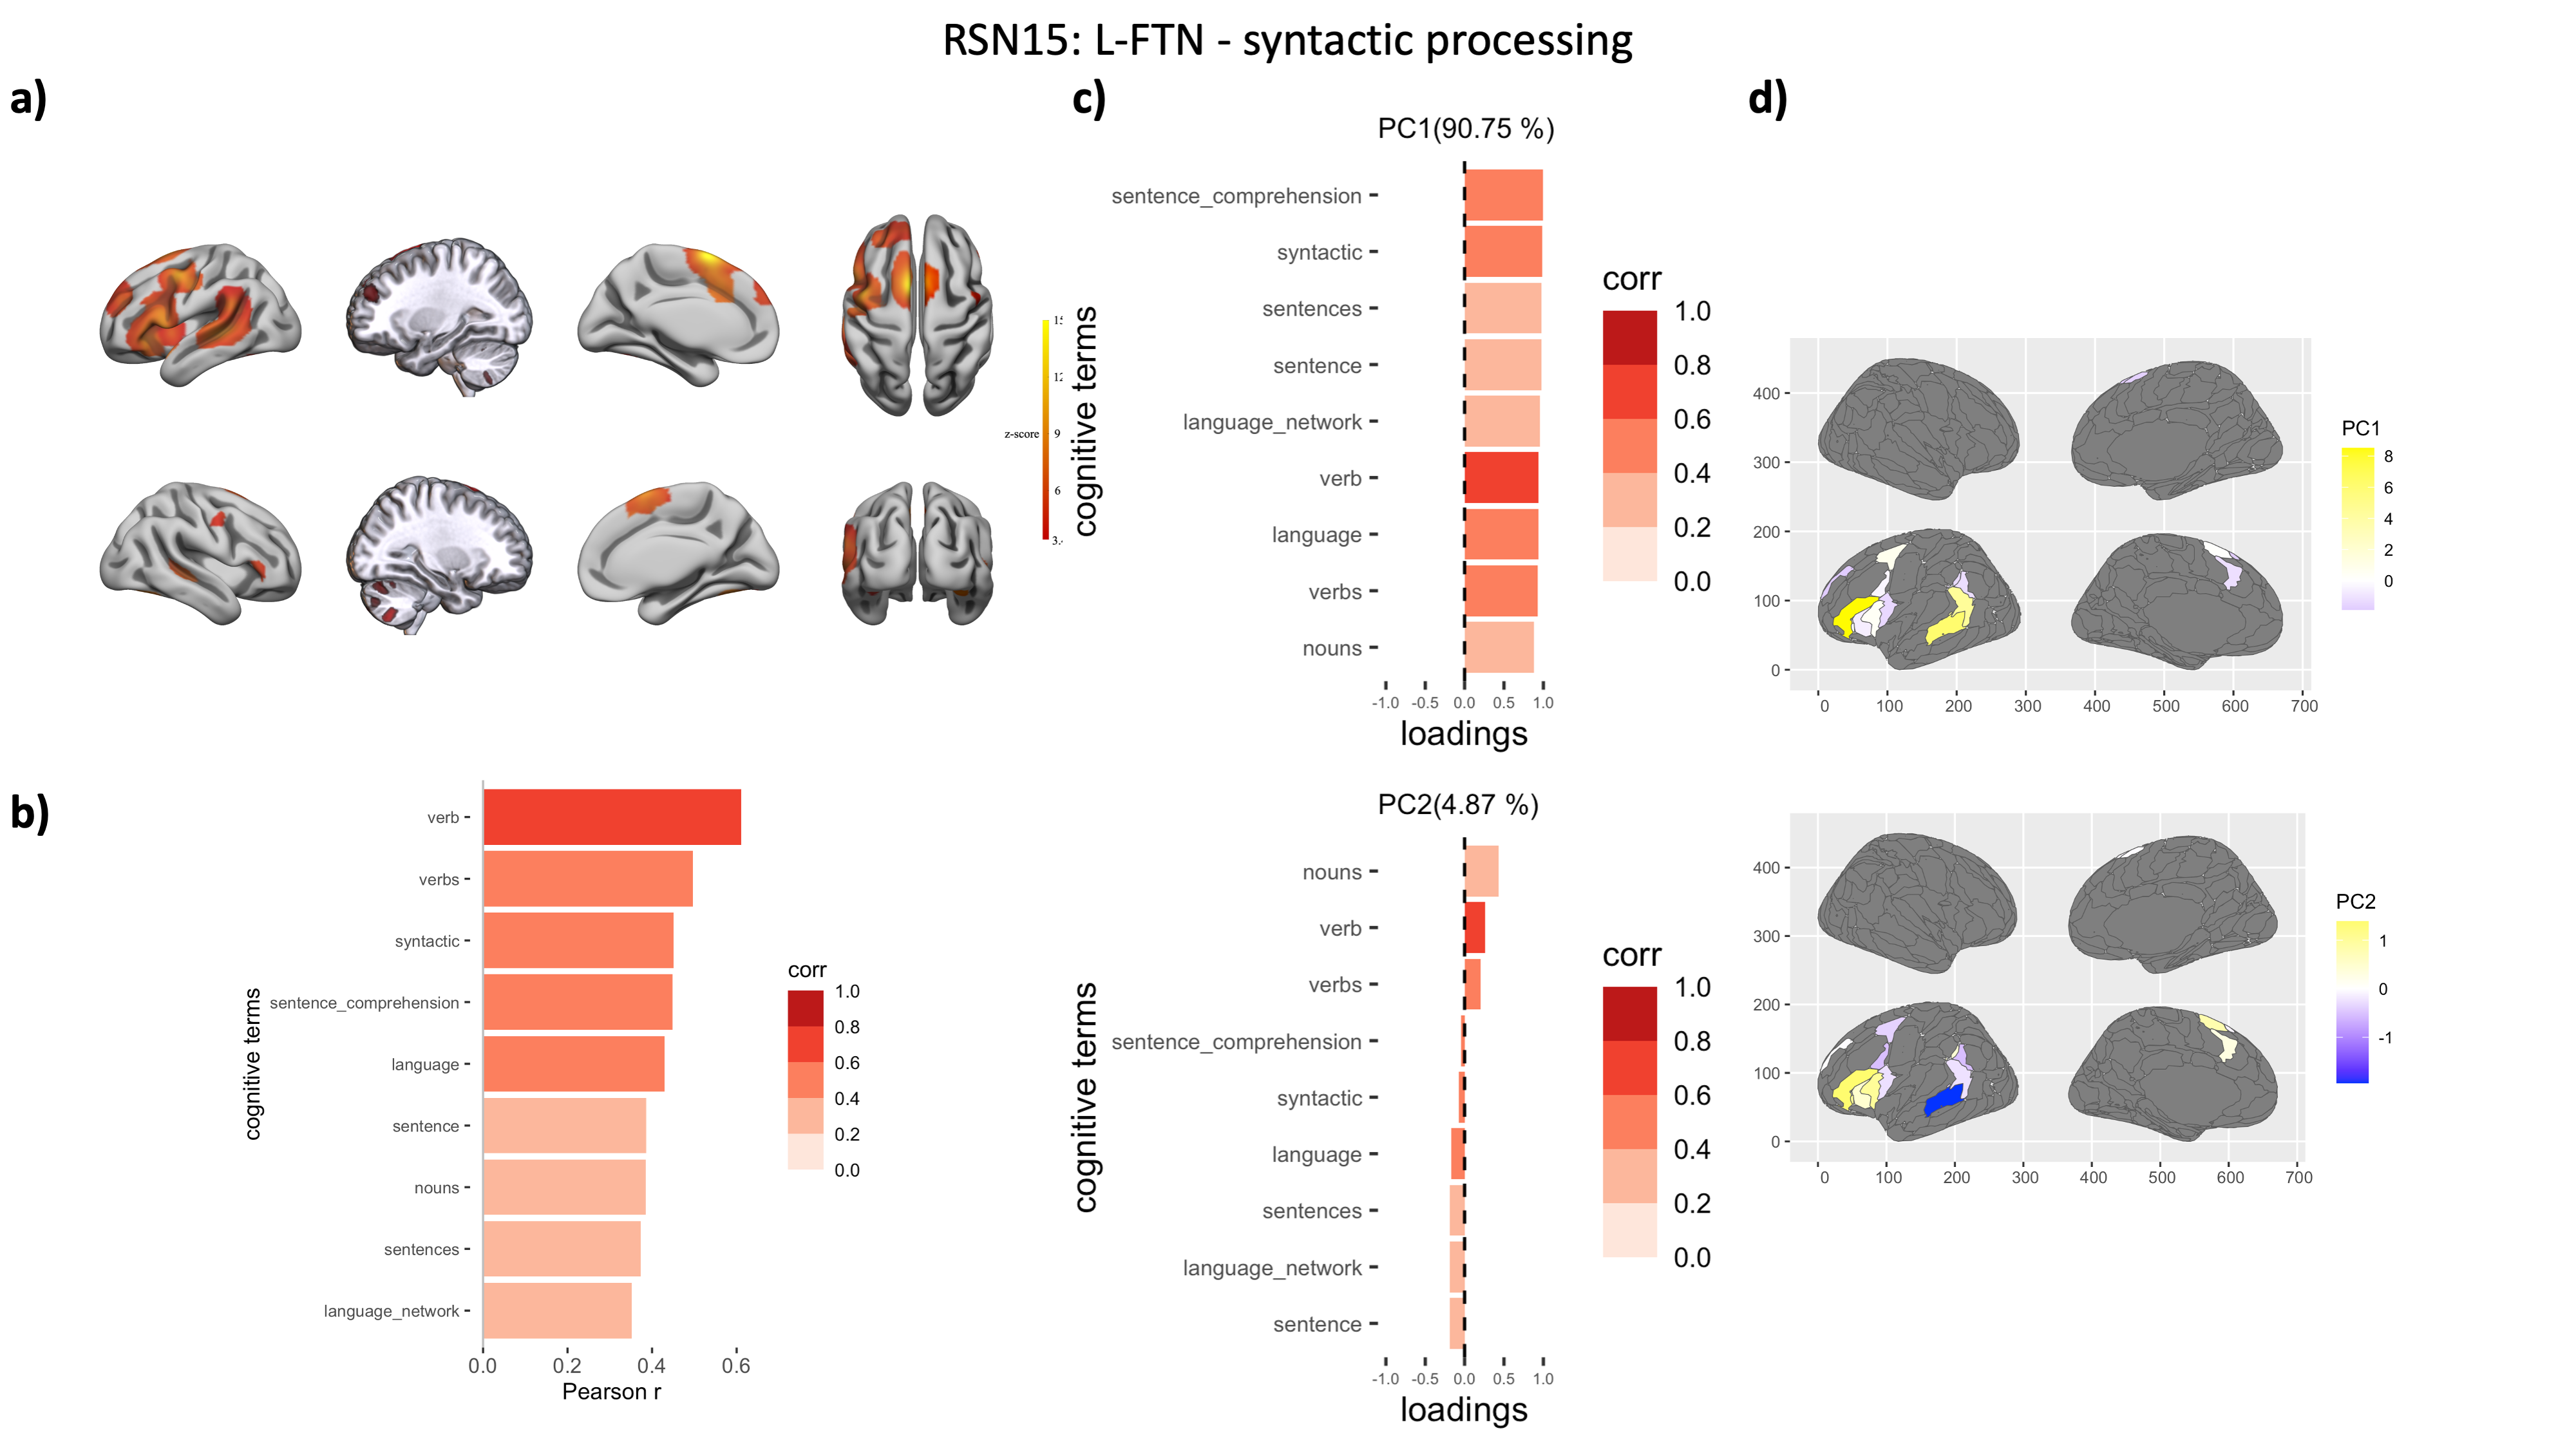 RSN15: L-FTN - syntactic processing
a)
z-score
15
12
9
6
3.
b)
cognitive terms
verb
verbs
syntactic
sentence_comprehension
language
sentence
nouns
sentences
language_network
0.0 0.2 0.4 0.6
Pearson r
corr
1.0
0.8
0.6
0.4
0.2
0.0
c)
PC1(90.75 %)
cognitive terms
sentence_comprehension
syntactic
sentences
sentence
language_network
verb
language
verbs
nouns
-1.0 -0.5 0.0 0.5 1.0
loadings
corr
1.0
0.8
0.6
0.4
0.2
0.0
PC2(4.87 %)
cognitive terms
nouns
verb
verbs
sentence_comprehension
syntactic
language
sentences
language_network
sentence
-1.0 -0.5 0.0 0.5 1.0
loadings
corr
1.0
0.8
0.6
0.4
0.2
0.0
d)
400
300
200
100
0
0 100 200 300 400 500 600 700
PC1
8
6
4
2
0
400
300
200
100
0
0 100 200 300 400 500 600 700
PC2
1
0
-1